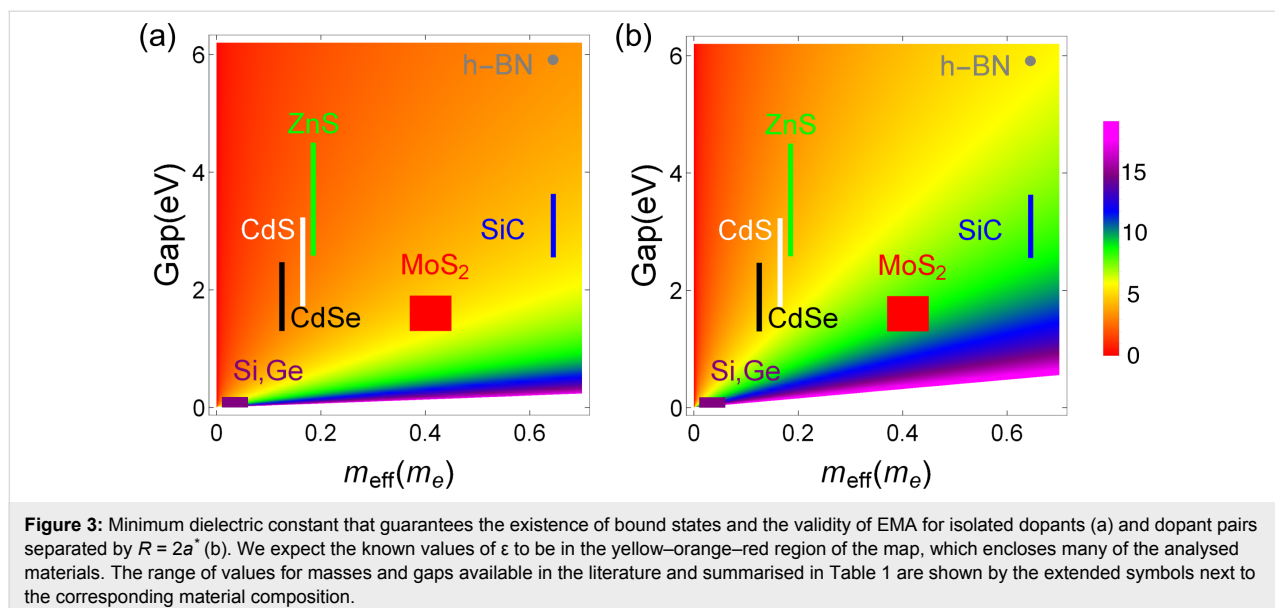 (a)
(b)
6
4
2
0
Gap(eV)
h−BN
ZnS
CdS
SiC
MoS₂
CdSe
Si,Ge
0 0.2 0.4 0.6
m_eff(m_e)
6
4
2
0
Gap(eV)
h−BN
ZnS
CdS
SiC
MoS₂
CdSe
Si,Ge
0 0.2 0.4 0.6
m_eff(m_e)
15
10
5
0
Figure 3: Minimum dielectric constant that guarantees the existence of bound states and the validity of EMA for isolated dopants (a) and dopant pairs
separated by R = 2a* (b). We expect the known values of ε to be in the yellow–orange–red region of the map, which encloses many of the analysed
materials. The range of values for masses and gaps available in the literature and summarised in Table 1 are shown by the extended symbols next to
the corresponding material composition.